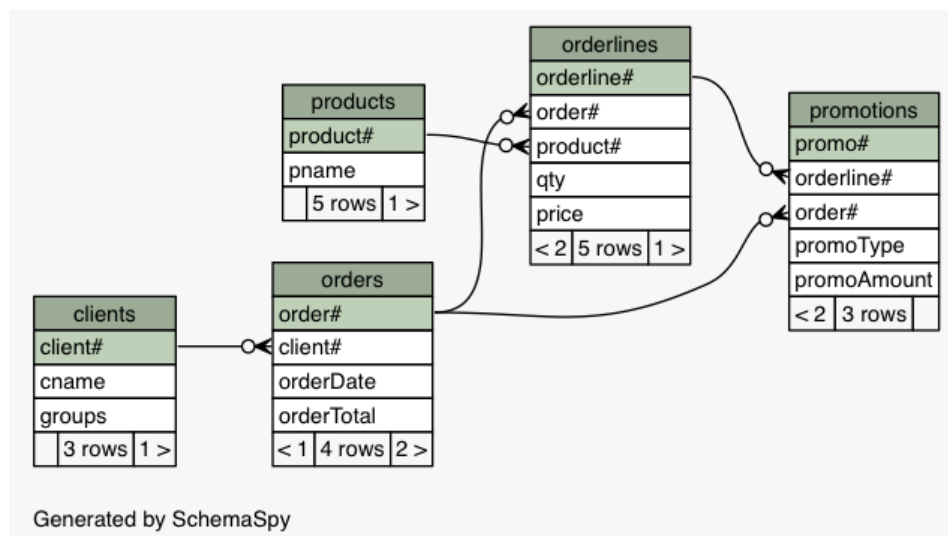 products
product#
pname
5 rows 1 >
orderlines
orderline#
order#
product#
qty
price
< 2 5 rows 1 >
promotions
promo#
orderline#
order#
promoType
promoAmount
< 2 3 rows
clients
client#
cname
groups
3 rows 1 >
orders
order#
client#
orderDate
orderTotal
< 1 4 rows 2 >
Generated by SchemaSpy